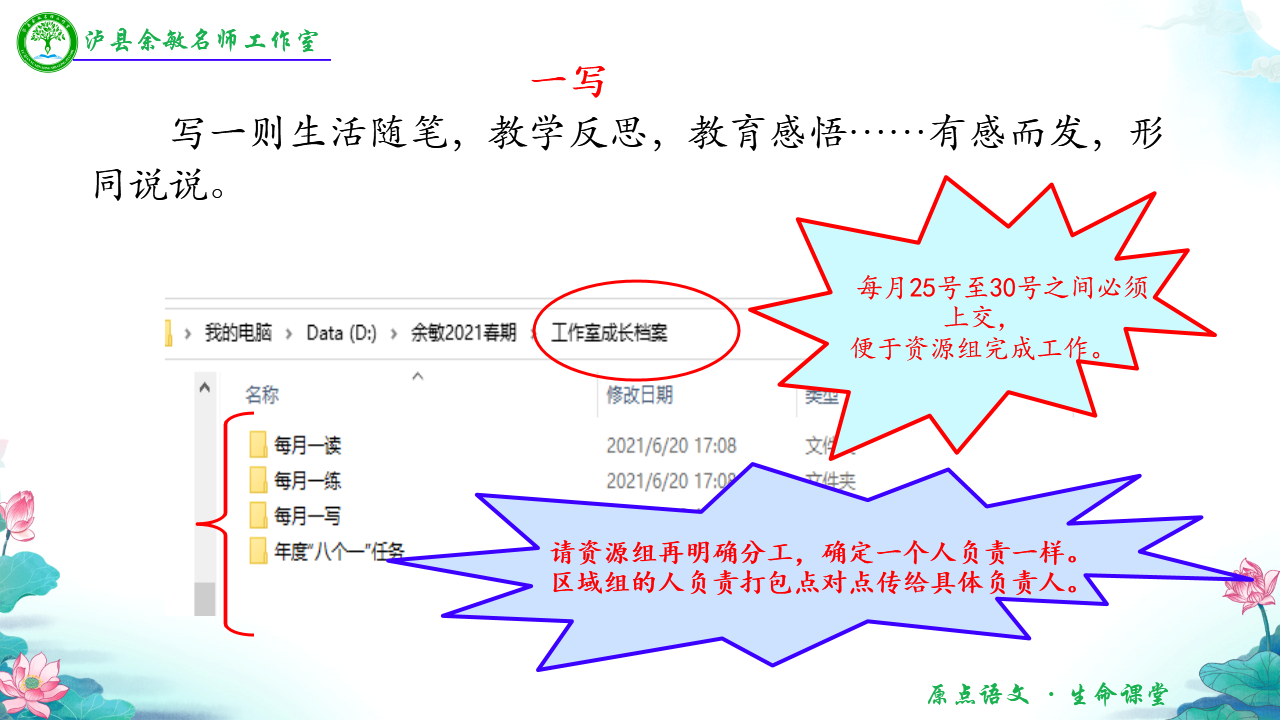 泸县余敏名师工作室
一写
写一则生活随笔，教学反思，教育感悟……有感而发，形
同说说。
每月25号至30号之间必须
上交，
便于资源组完成工作。
我的电脑 › Data (D:) › 余敏2021春期 › 工作室成长档案
名称 修改日期 类型
每月一读 2021/6/20 17:08 文件夹
每月一练 2021/6/20 17:08 文件夹
每月一写
年度“八个一”任务
请资源组再明确分工，确定一个人负责一样。
区域组的人负责打包点对点传给具体负责人。
原点语文 · 生命课堂